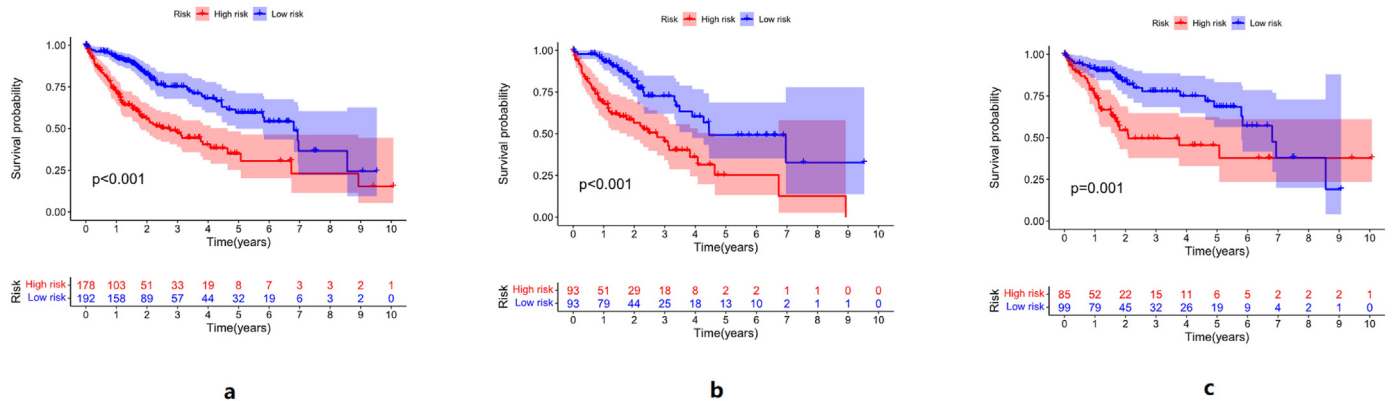 Risk High risk Low risk
1.00
0.75
0.50
0.25
0.00
Survival probability
p<0.001
0 1 2 3 4 5 6 7 8 9 10
Time(years)
Risk
High risk 178 103 51 33 19 8 7 3 3 2 1
Low risk 192 158 89 57 44 32 19 6 3 2 0
0 1 2 3 4 5 6 7 8 9 10
Time(years)
a
Risk High risk Low risk
1.00
0.75
0.50
0.25
0.00
Survival probability
p<0.001
0 1 2 3 4 5 6 7 8 9 10
Time(years)
Risk
High risk 93 51 29 18 8 2 2 1 1 0 0
Low risk 93 79 44 25 18 13 10 2 1 1 0
0 1 2 3 4 5 6 7 8 9 10
Time(years)
b
Risk High risk Low risk
1.00
0.75
0.50
0.25
0.00
Survival probability
p=0.001
0 1 2 3 4 5 6 7 8 9 10
Time(years)
Risk
High risk 85 52 22 15 11 6 5 2 2 2 1
Low risk 99 79 45 32 26 19 9 4 2 1 0
0 1 2 3 4 5 6 7 8 9 10
Time(years)
c